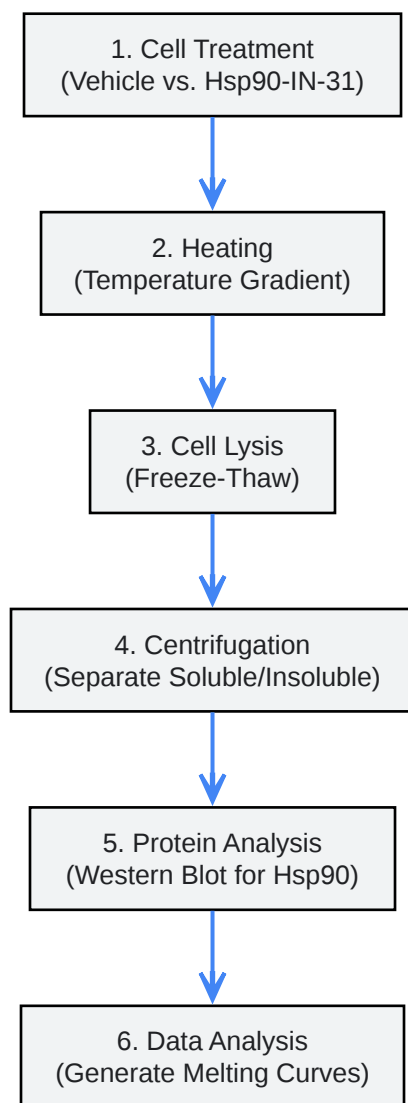 1. Cell Treatment
(Vehicle vs. Hsp90-IN-31)
2. Heating
(Temperature Gradient)
3. Cell Lysis
(Freeze-Thaw)
4. Centrifugation
(Separate Soluble/Insoluble)
5. Protein Analysis
(Western Blot for Hsp90)
6. Data Analysis
(Generate Melting Curves)